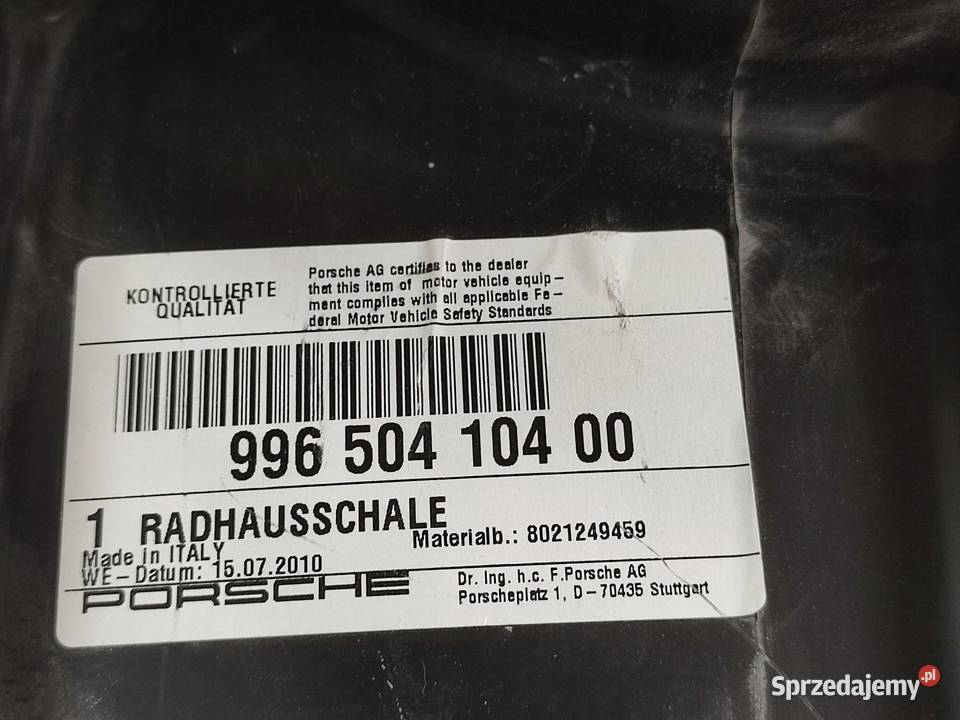 KONTROLLIERTE
QUALITÄT
Porsche AG certifies to the dealer
that this item of motor vehicle equip-
ment complies with all applicable Fe-
deral Motor Vehicle Safety Standards
996 504 104 00
1 RADHAUSSCHALE
Materialb.: 8021249459
Made in ITALY
WE-Datum: 15.07.2010
PORSCHE
Dr. Ing. h.c. F.Porsche AG
Porscheplatz 1, D-70435 Stuttgart
Sprzedajemy.pl